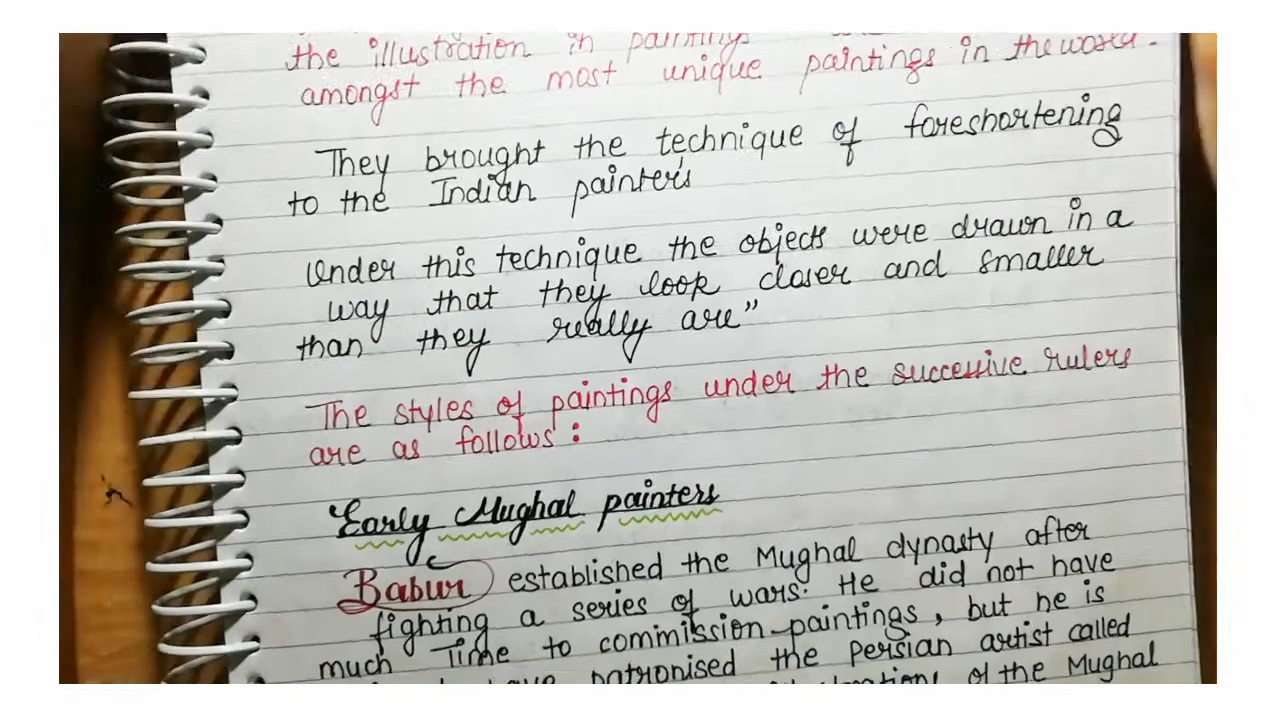 the illustration in paintings
amongst the most unique paintings in the world.
They brought the technique of foreshortening
to the Indian painters
Under this technique the objects were drawn in a
way that they look closer and smaller
than they really are”
The styles of paintings under the successive rulers
are as follows :
Early Mughal painters
Babur established the Mughal dynasty after
fighting a series of wars. He did not have
much Time to commission paintings, but he is
patronised the persian artist called
of the Mughal